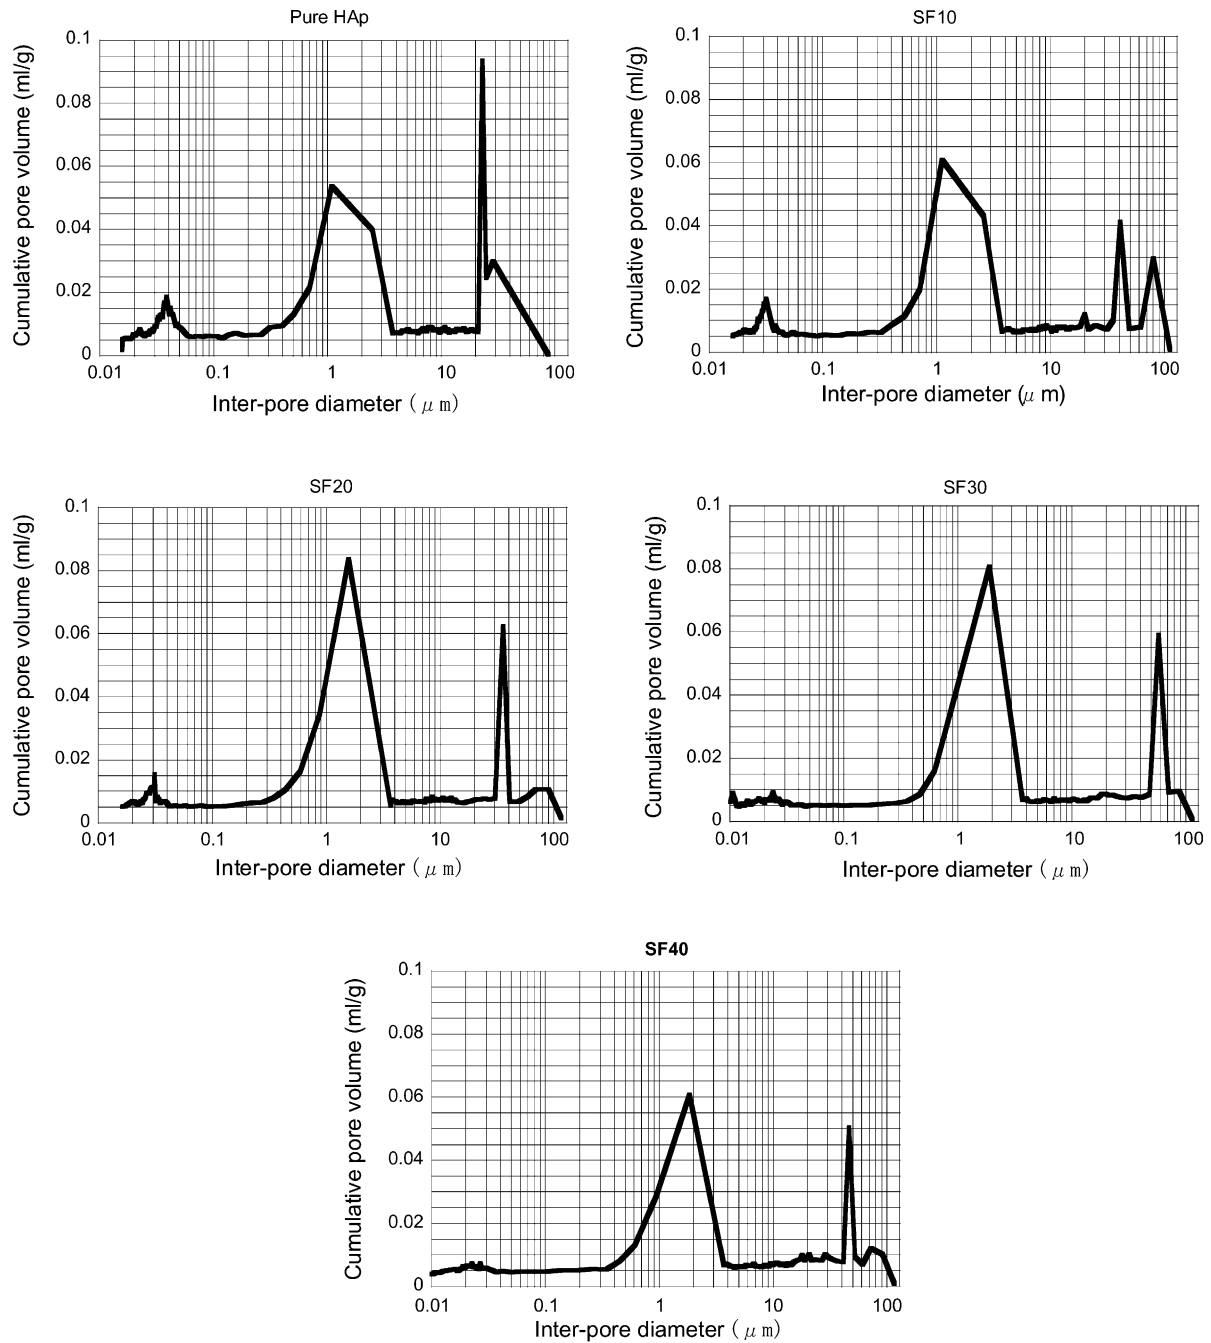 Pure HAp
Cumulative pore volume (ml/g)
0.1
0.08
0.06
0.04
0.02
0
0.01 0.1 1 10 100
Inter-pore diameter ( μ m)
SF10
Cumulative pore volume (ml/g)
0.1
0.08
0.06
0.04
0.02
0
0.01 0.1 1 10 100
Inter-pore diameter (μ m)
SF20
Cumulative pore volume (ml/g)
0.1
0.08
0.06
0.04
0.02
0
0.01 0.1 1 10 100
Inter-pore diameter ( μ m)
SF30
Cumulative pore volume (ml/g)
0.1
0.08
0.06
0.04
0.02
0
0.01 0.1 1 10 100
Inter-pore diameter ( μ m)
SF40
Cumulative pore volume (ml/g)
0.1
0.08
0.06
0.04
0.02
0
0.01 0.1 1 10 100
Inter-pore diameter ( μ m)